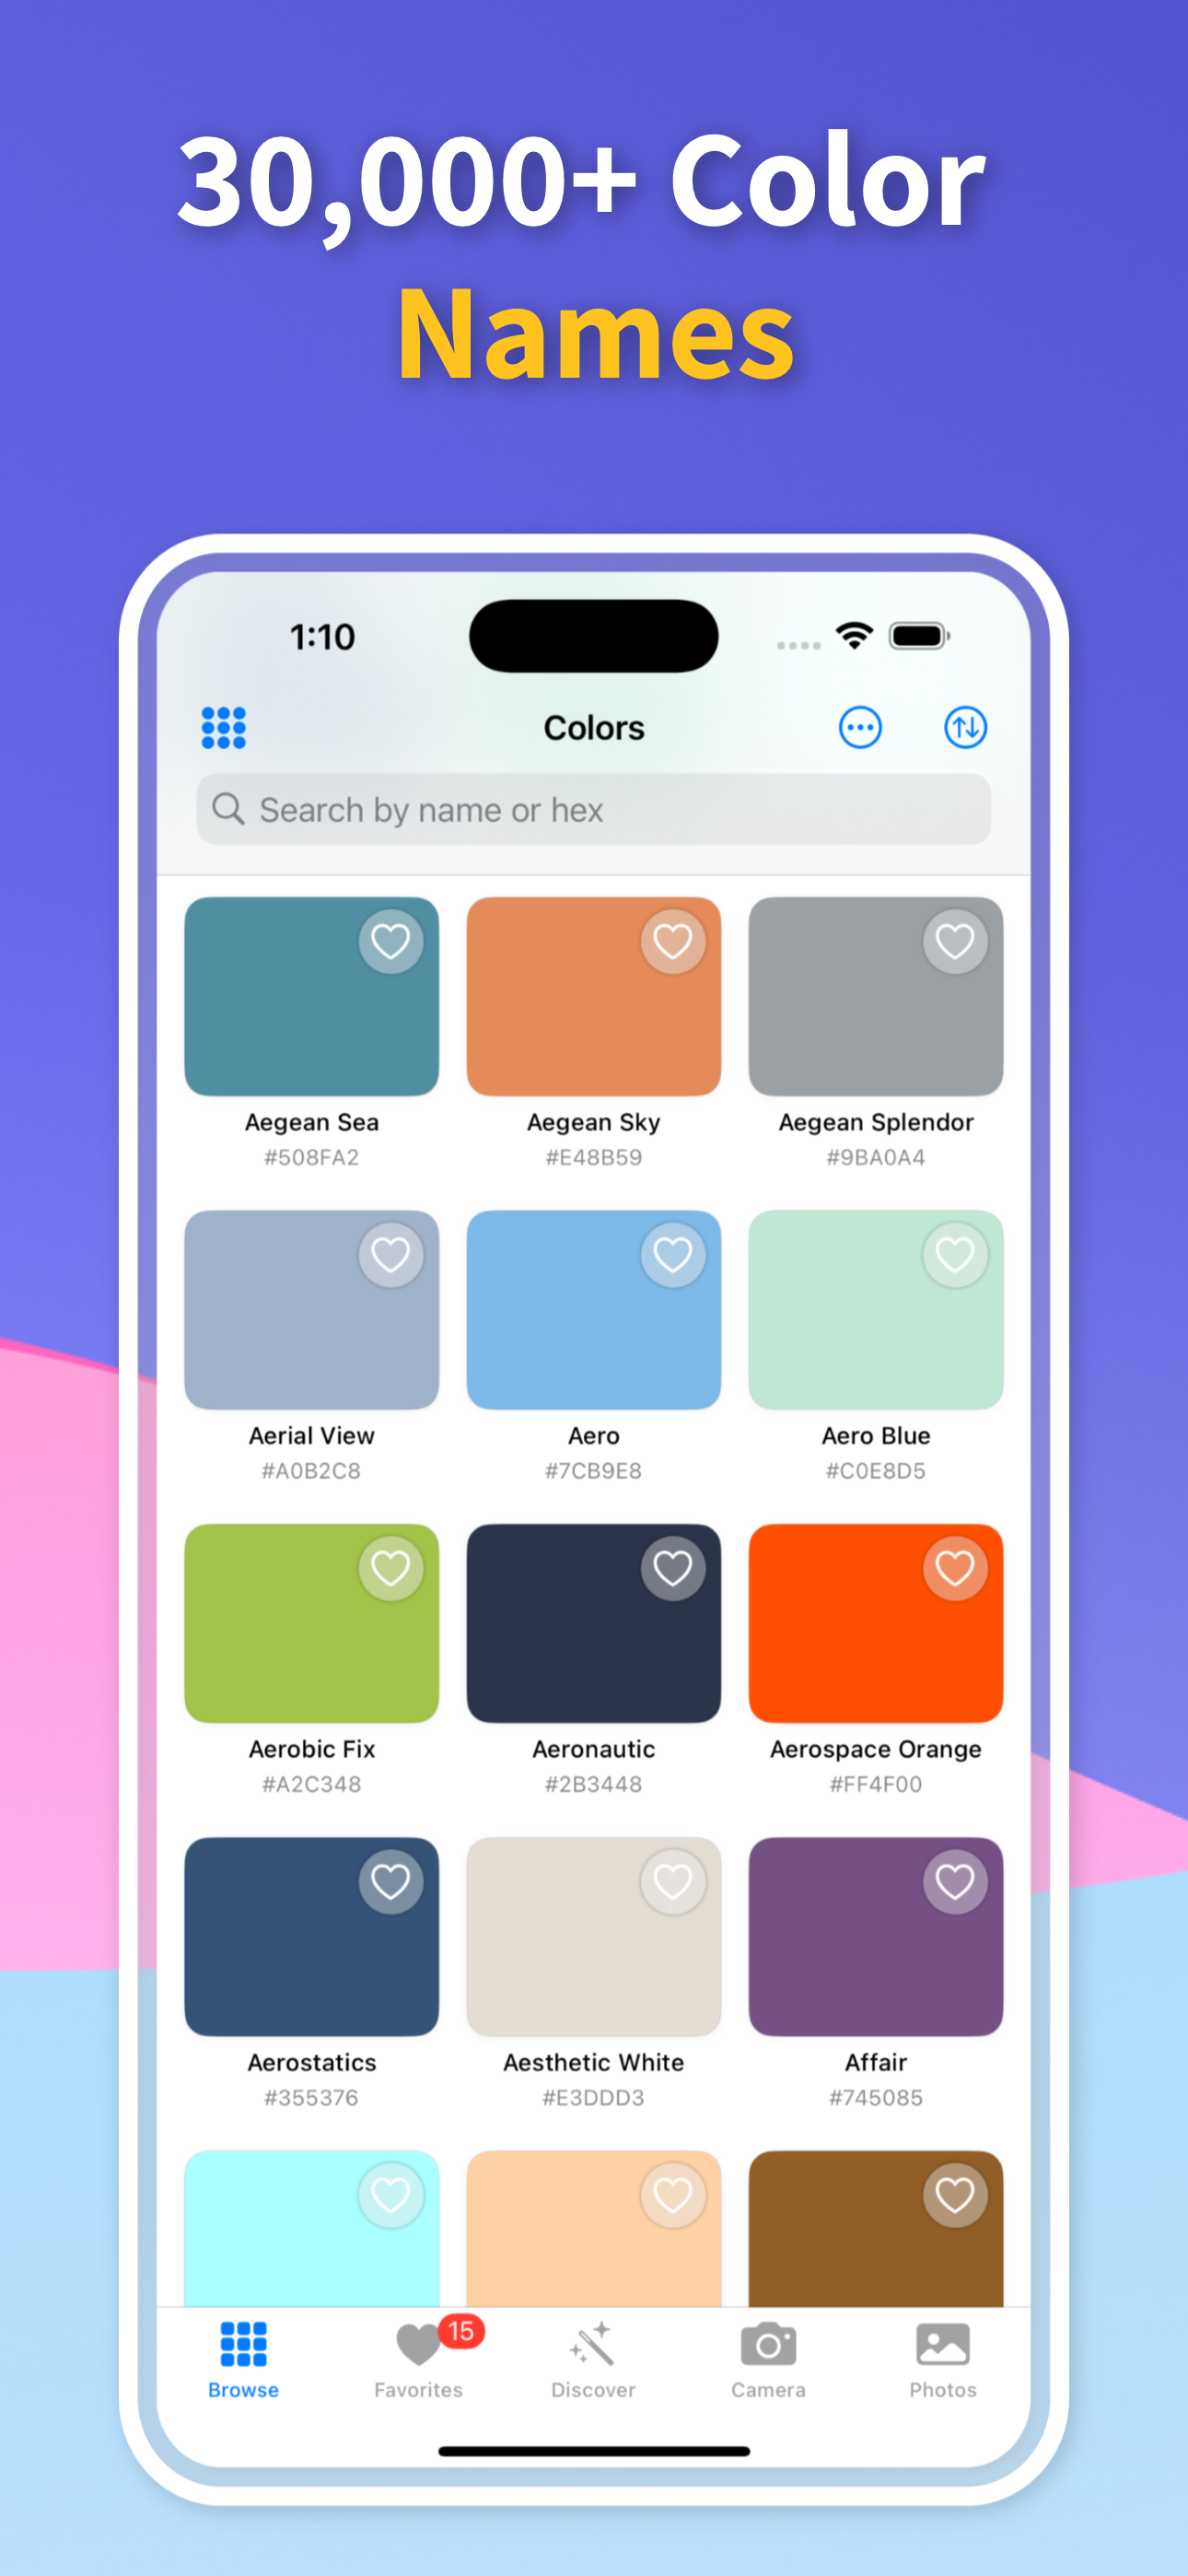 30,000+ Color
Names
1:10
Colors
Search by name or hex
Aegean Sea
Aegean Sky
Aegean Splendor
#508FA2
#E48B59
#9BA0A4
Aerial View
Aero
Aero Blue
#A0B2C8
#7CB9E8
#C0E8D5
Aerobic Fix
Aeronautic
Aerospace Orange
#A2C348
#2B3448
#FF4F00
Aerostatics
Aesthetic White
Affair
#355376
#E3DDD3
#745085
15
Browse
Favorites
Discover
Camera
Photos